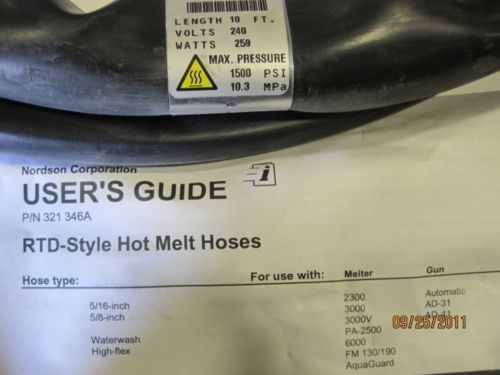 LENGTH 10 FT.
VOLTS 240
WATTS 259
MAX. PRESSURE
1500 PSI
10.3 MPa
Nordson Corporation
USER'S GUIDE
P/N 321 346A
RTD-Style Hot Melt Hoses
Hose type:
For use with:
Melter
Gun
5/16-inch
5/8-inch
Waterwash
High-flex
2300
3000
3000V
PA-2500
6000
FM 130/190
AquaGuard
Automatic
AD-31
AD-41
09/25/2011